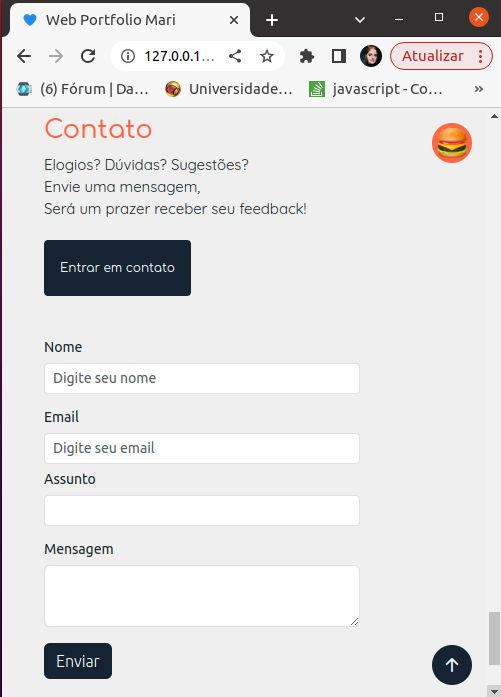 Web Portfolio Mari
127.0.0.1...
Atualizar
(6) Fórum | Da...
Universidade...
javascript - Co...
»
Contato
Elogios? Dúvidas? Sugestões?
Envie uma mensagem,
Será um prazer receber seu feedback!
Entrar em contato
Nome
Digite seu nome
Email
Digite seu email
Assunto
Mensagem
Enviar